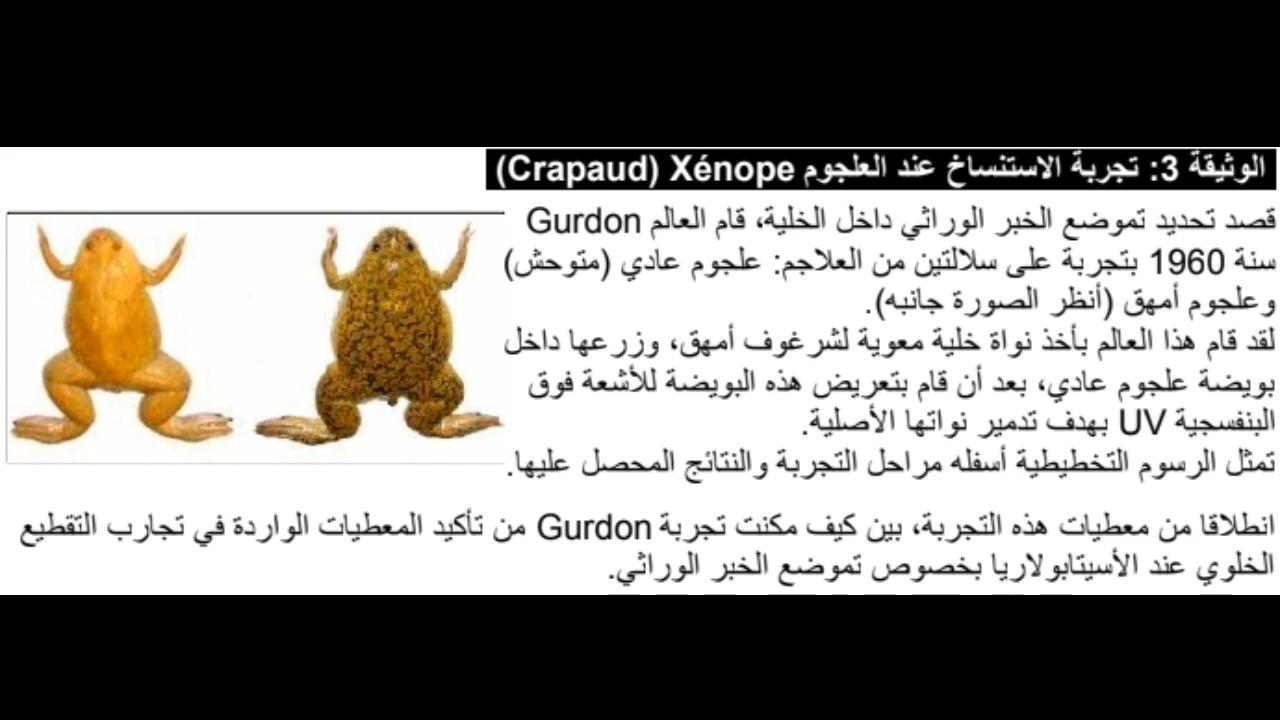 الوثيقة 3: تجربة الاستنساخ عند العلجوم Crapaud) Xénope)
قصد تحديد تموضع الخبر الوراثي داخل الخلية، قام العالم Gurdon
سنة 1960 بتجربة على سلالتين من العلاجم: علجوم عادي (متوحش)
وعلجوم أمهق (أنظر الصورة جانبه).
لقد قام هذا العالم بأخذ نواة خلية معوية لشرغوف أمهق، وزرعها داخل
بويضة علجوم عادي، بعد أن قام بتعريض هذه البويضة للأشعة فوق
البنفسجية UV بهدف تدمير نواتها الأصلية.
تمثل الرسوم التخطيطية أسفله مراحل التجربة والنتائج المحصل عليها.
انطلاقا من معطيات هذه التجربة، بين كيف مكنت تجربة Gurdon من تأكيد المعطيات الواردة في تجارب التقطيع
الخلوي عند الأسيتابولاريا بخصوص تموضع الخبر الوراثي.